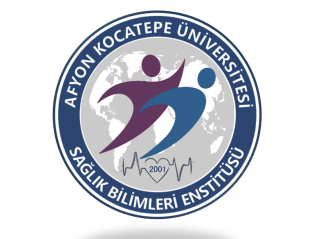 AFYON KOCATEPE ÜNİVERSİTESİ
2001
SAĞLIK BİLİMLERİ ENSTİTÜSÜ